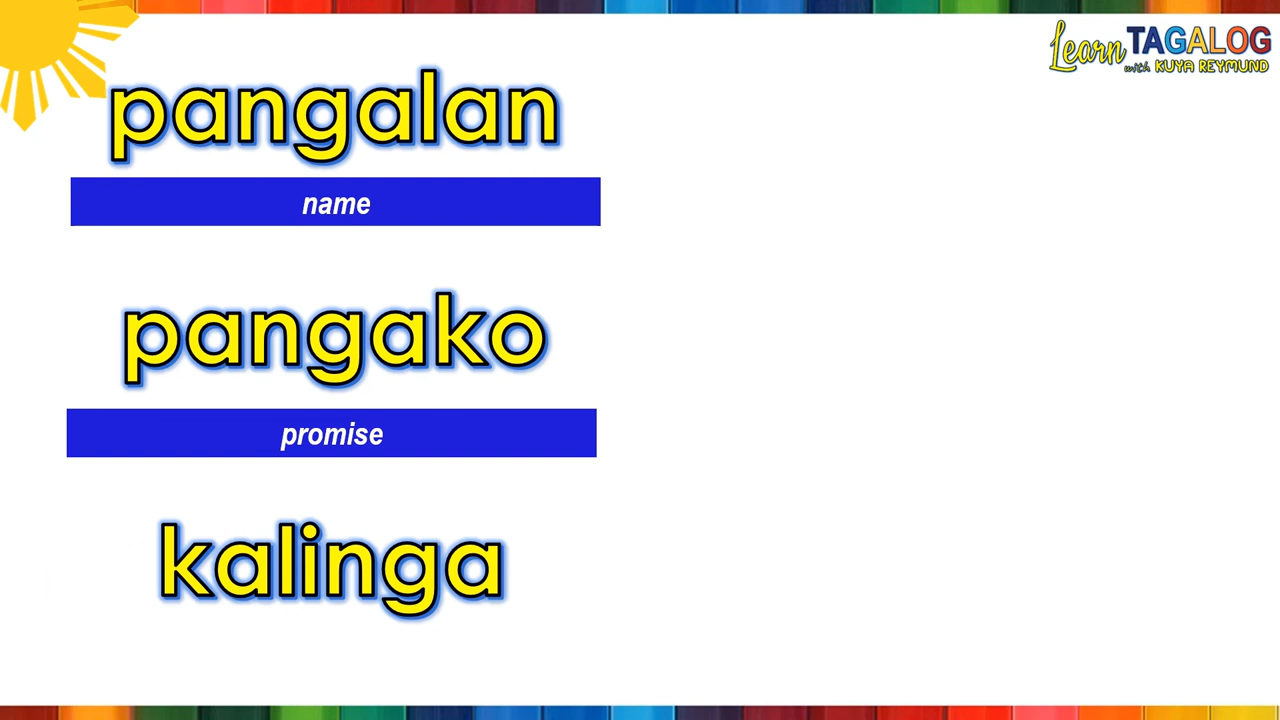 Learn TAGALOG
with KUYA REYMUND
pangalan
name
pangako
promise
kalinga